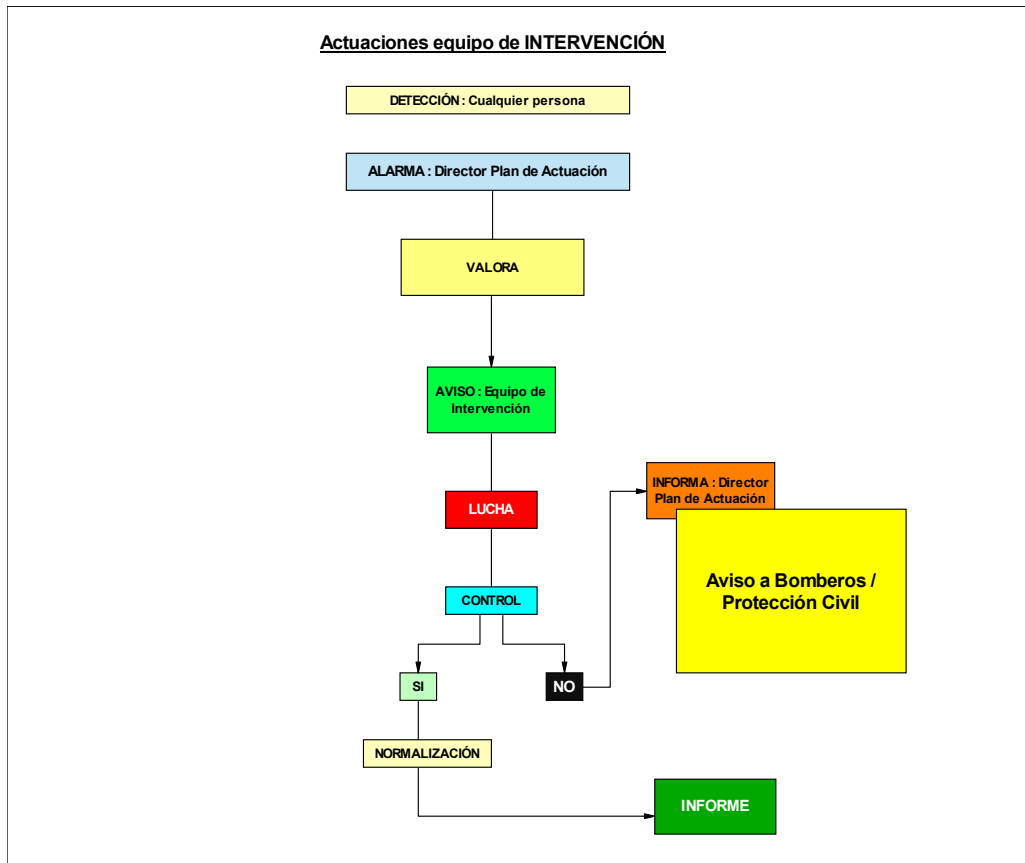 Actuaciones equipo de INTERVENCIÓN
DETECCIÓN : Cualquier persona
ALARMA : Director Plan de Actuación
VALORA
AVISO : Equipo de
Intervención
INFORMA : Director
Plan de Actuación
LUCHA
Aviso a Bomberos /
Protección Civil
CONTROL
SI
NO
NORMALIZACIÓN
INFORME